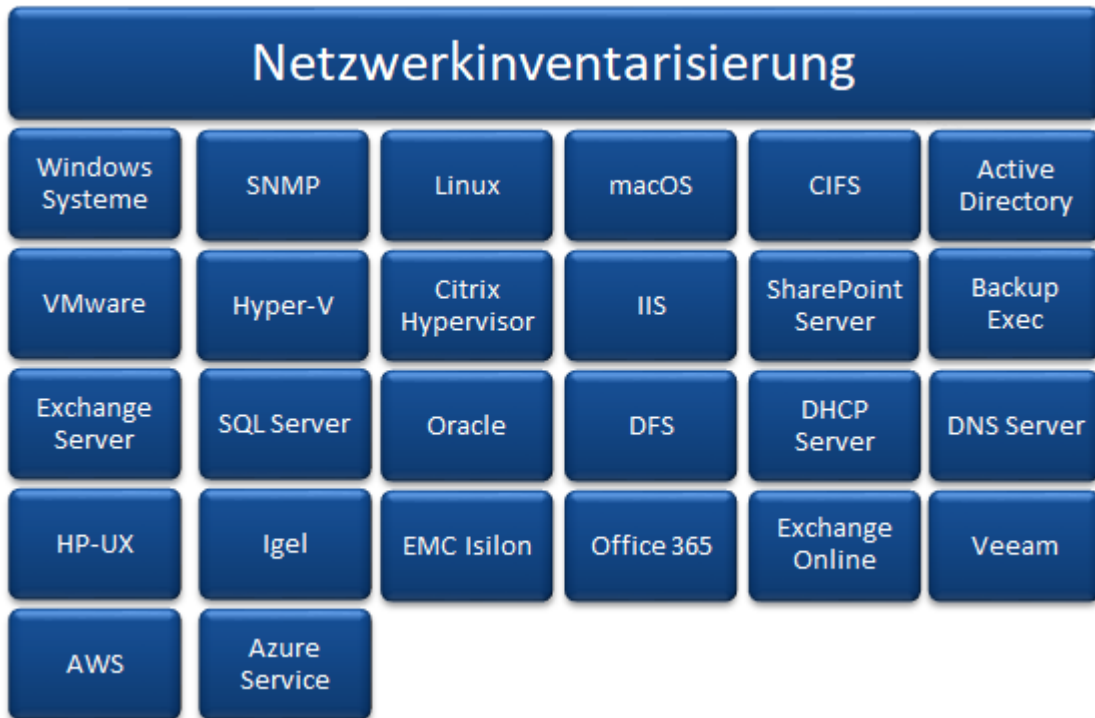 Netzwerkinventarisierung
Windows
Systeme
SNMP
Linux
macOS
CIFS
Active
Directory
VMware
Hyper-V
Citrix
Hypervisor
IIS
SharePoint
Server
Backup
Exec
Exchange
Server
SQL Server
Oracle
DFS
DHCP
Server
DNS Server
HP-UX
Igel
EMC Isilon
Office 365
Exchange
Online
Veeam
AWS
Azure
Service